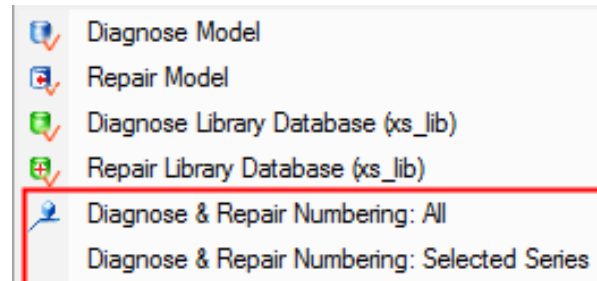 Diagnose Model
Repair Model
Diagnose Library Database (xs_lib)
Repair Library Database (xs_lib)
Diagnose & Repair Numbering: All
Diagnose & Repair Numbering: Selected Series